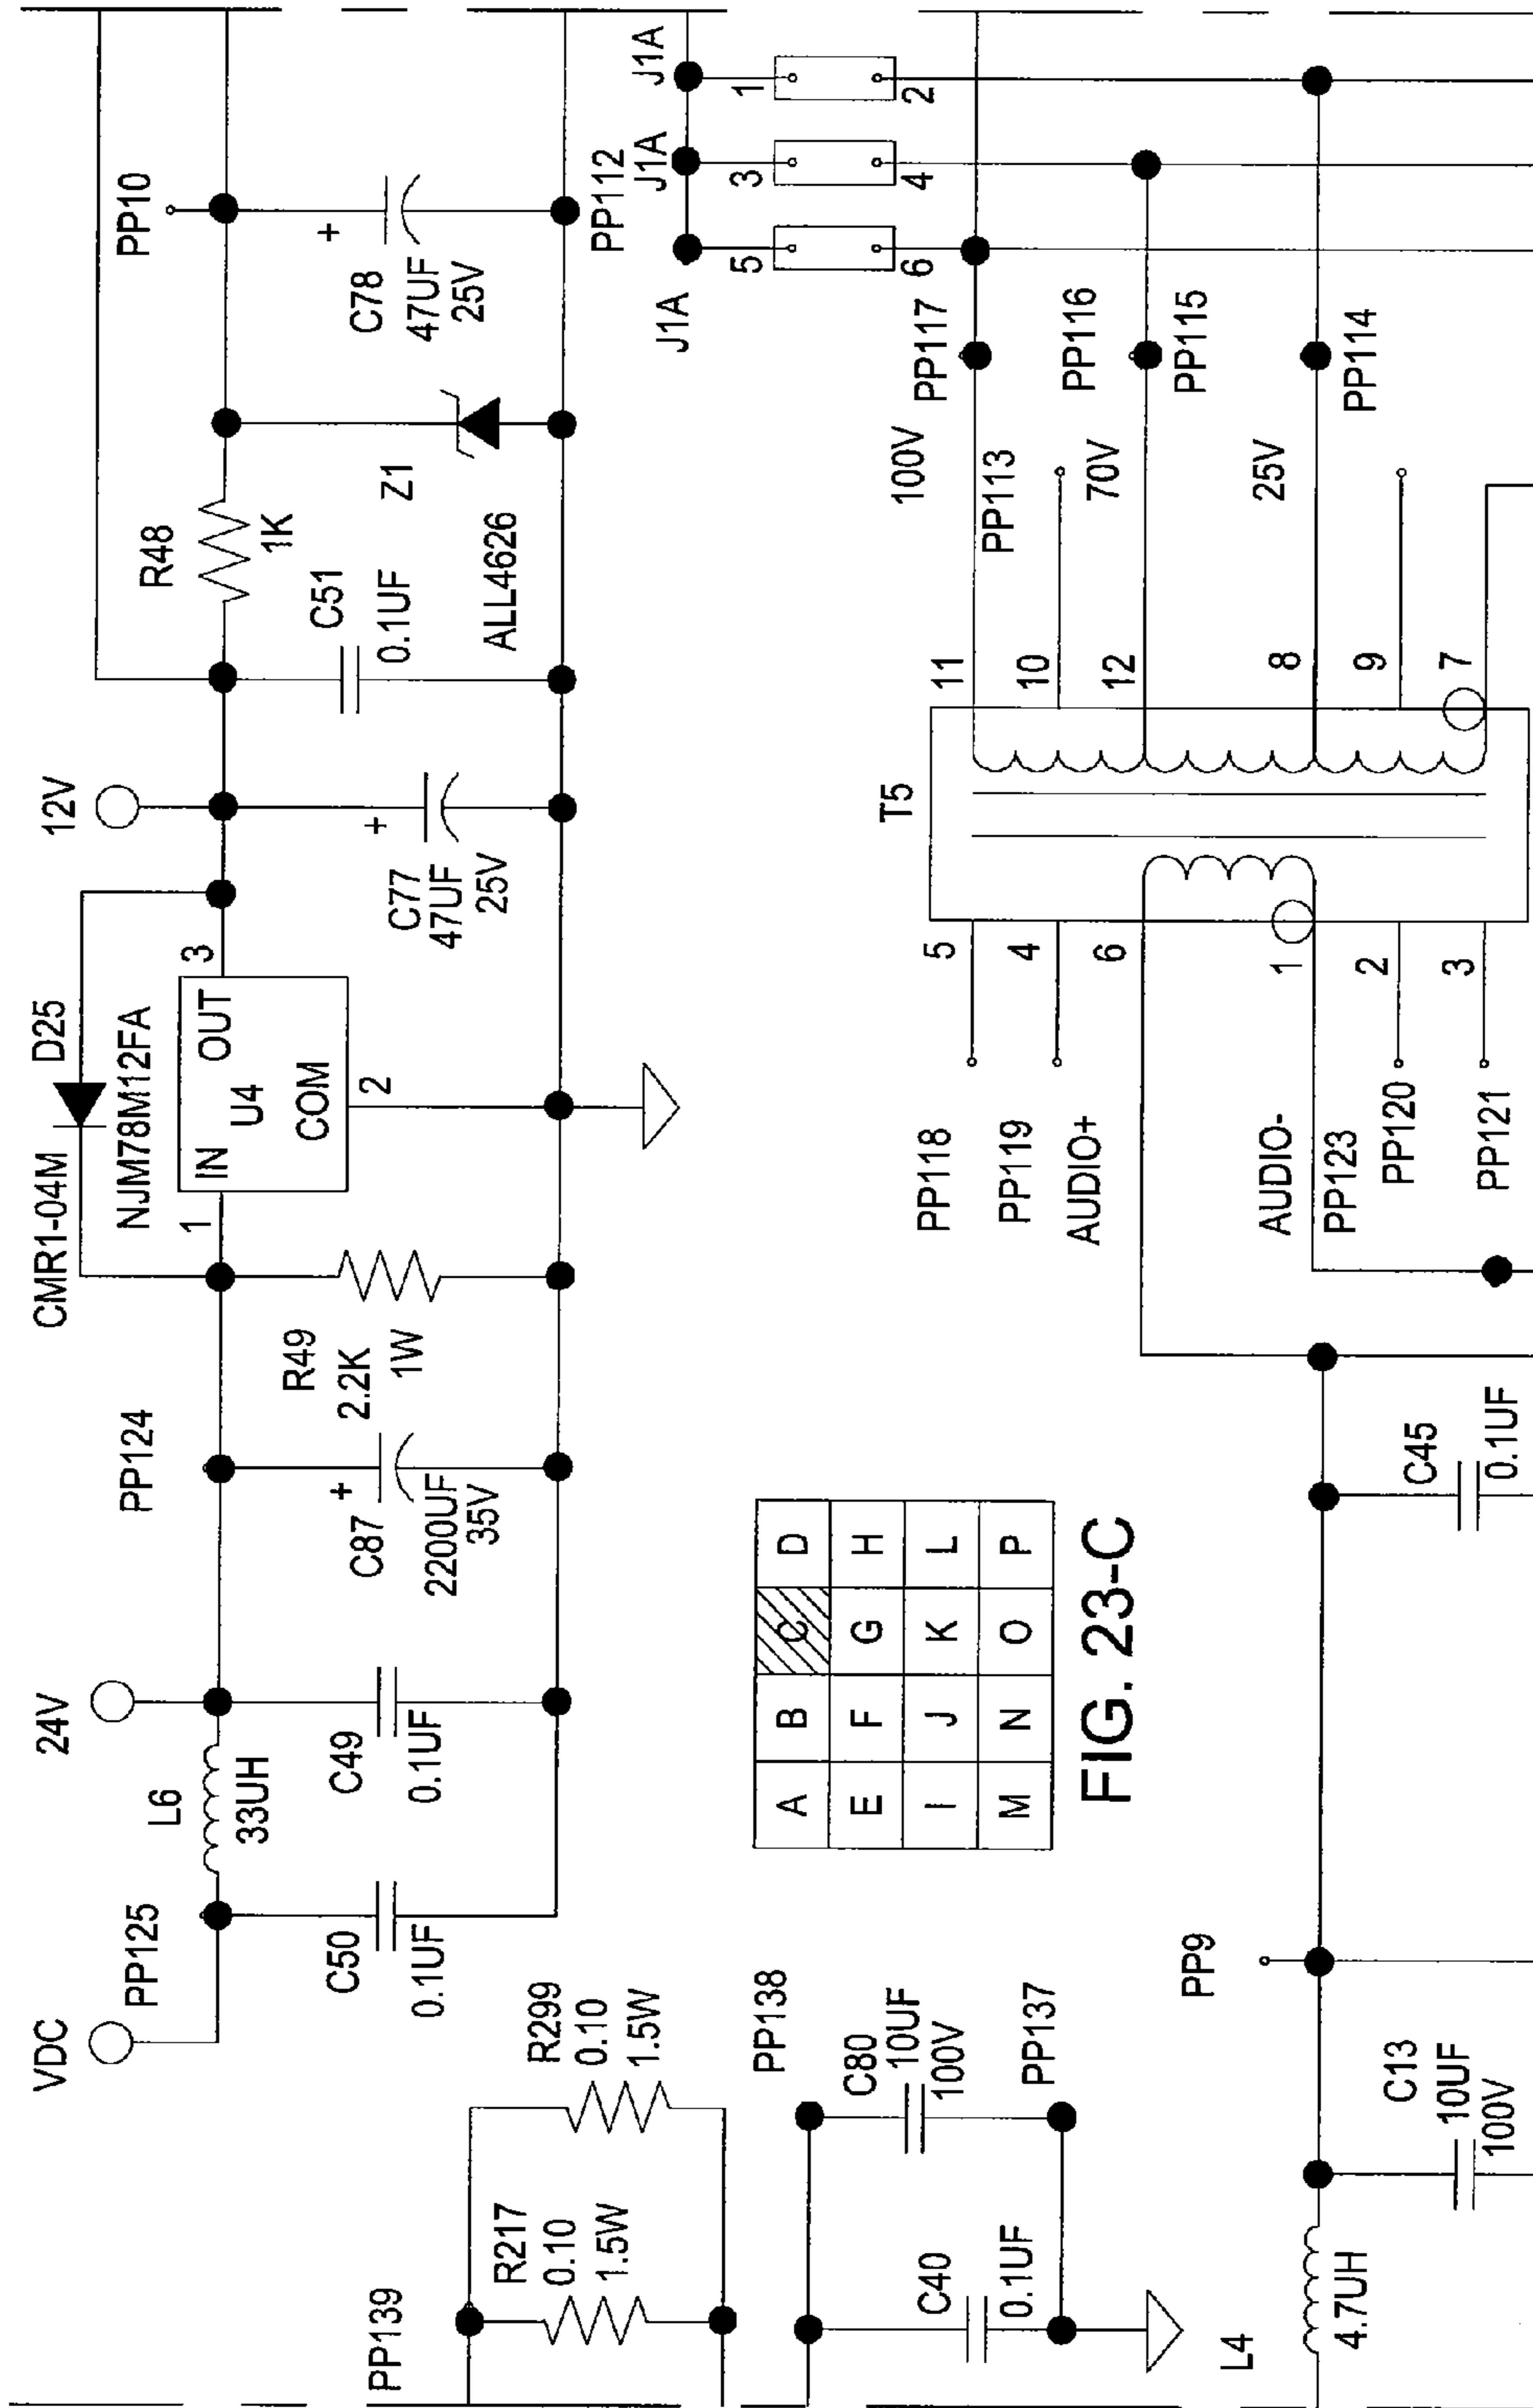 VDC
PP125
L6
33UH
24V
C50
0.1UF
C49
0.1UF
PP124
C87
+
2200UF
35V
R49
2.2K
1W
CMR1-04M
D25
NJM78M12FA
1
IN
OUT
3
U4
COM
2
12V
+
C77
47UF
25V
R48
1K
C51
0.1UF
Z1
ALL4626
PP10
+
C78
47UF
25V
PP112
PP139
R217
0.10
1.5W
R299
0.10
1.5W
PP138
C80
10UF
100V
C40
0.1UF
PP137
A B C D
E F G H
I J K L
M N O P
FIG. 23-C
J1A
J1A
J1A
5
3
1
6
4
2
T5
5
4
6
1
2
3
PP118
PP119
AUDIO+
AUDIO-
PP123
PP120
PP121
11
10
12
8
9
7
100V
PP117
PP113
70V
PP116
PP115
25V
PP114
L4
4.7UH
PP9
C13
10UF
100V
C45
0.1UF